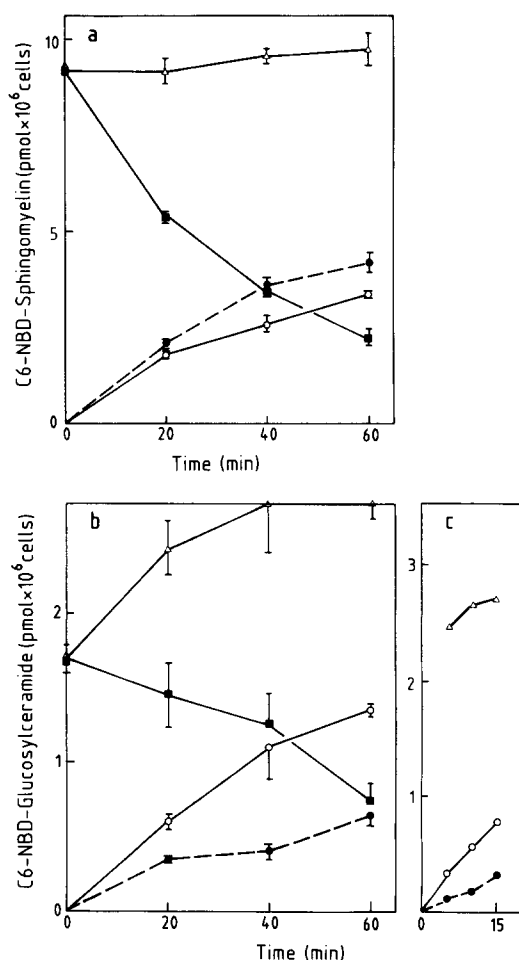 a
10
5
0
C6-NBD-Sphingomyelin (pmol×10⁶cells)
0 20 40 60
Time (min)
b
2
1
0
C6-NBD-Glucosylceramide (pmol×10⁶cells)
0 20 40 60
Time (min)
c
3
2
1
0 15